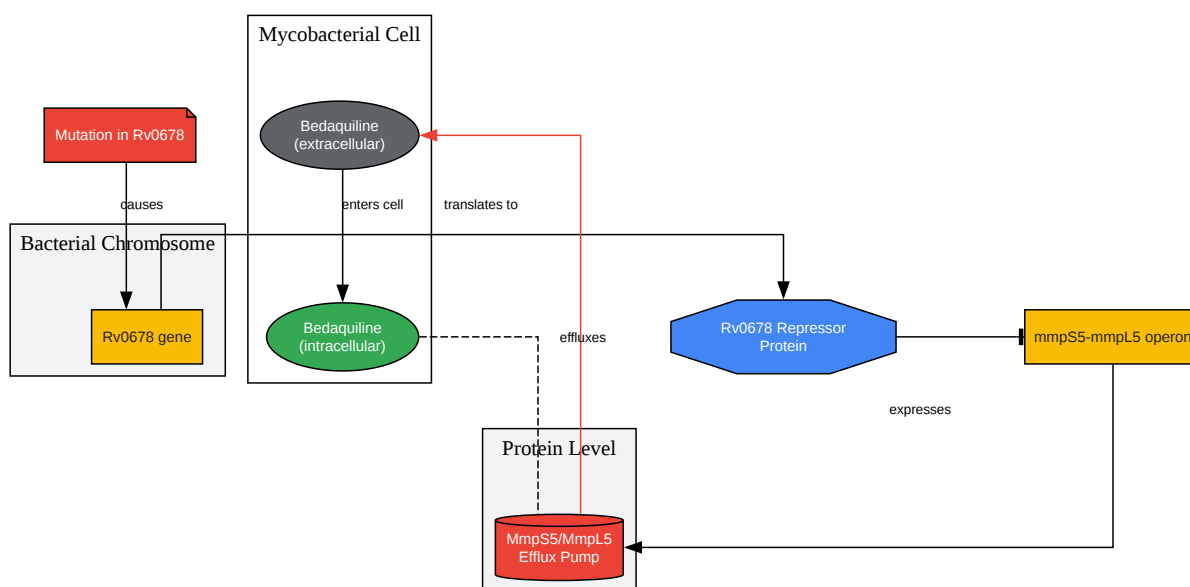 Mycobacterial Cell
Mutation in Rv0678
Bedaquiline
(extracellular)
causes
enters cell
translates to
Bacterial Chromosome
Rv0678 gene
Bedaquiline
(intracellular)
effluxes
Rv0678 Repressor
Protein
mmpS5-mmpL5 operon
expresses
Protein Level
MmpS5/MmpL5
Efflux Pump